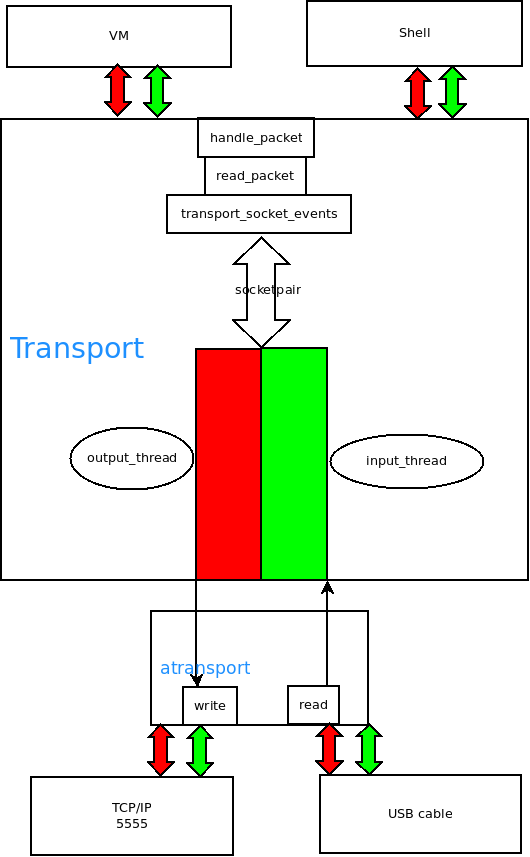 VM
Shell
handle_packet
read_packet
transport_socket_events
socketpair
Transport
output_thread
input_thread
atransport
write
read
TCP/IP
5555
USB cable